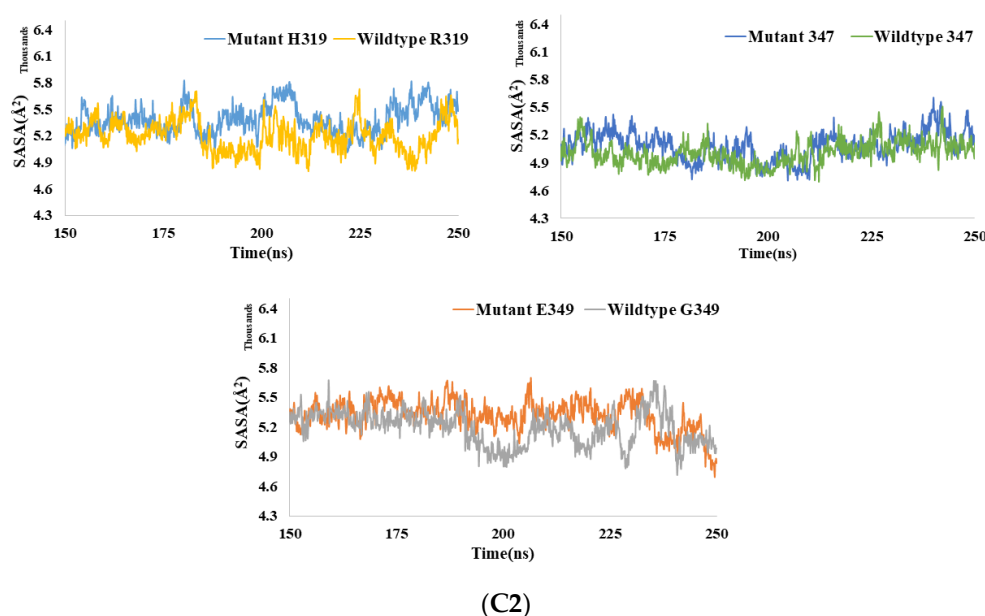 Mutant H319 Wildtype R319
Thousands
SASA(Å²)
6.4
6.1
5.8
5.5
5.2
4.9
4.6
4.3
150 175 200 225 250
Time(ns)
Mutant 347 Wildtype 347
Thousands
SASA(Å²)
6.4
6.1
5.8
5.5
5.2
4.9
4.6
4.3
150 175 200 225 250
Time(ns)
Mutant E349 Wildtype G349
Thousands
SASA(Å²)
6.4
6.1
5.8
5.5
5.2
4.9
4.6
4.3
150 175 200 225 250
Time(ns)
(C2)